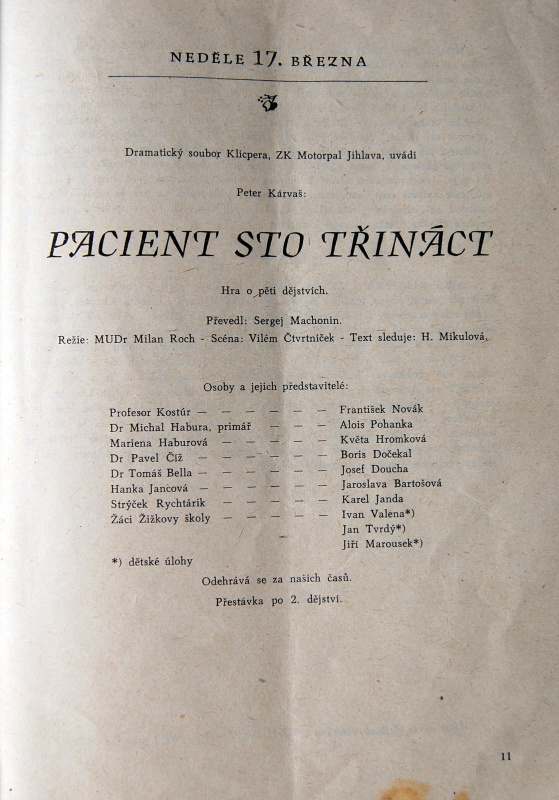 NEDĚLE 17. BŘEZNA
Dramatický soubor Klicpera, ZK Motorpal Jihlava, uvádí
Peter Kárvaš:
PACIENT STO TŘINÁCT
Hra o pěti dějstvích.
Převedl: Sergej Machonin.
Režie: MUDr Milan Roch - Scéna: Vilém Čtvrtníček - Text sleduje: H. Mikulová.
Osoby a jejich představitelé:
Profesor Kostúr — — — — — — František Novák
Dr Michal Habura, primář — — — — Alois Pohanka
Mariena Haburová — — — — — Květa Hromková
Dr Pavel Číž — — — — — — Boris Dočekal
Dr Tomáš Bella — — — — — — Josef Doucha
Hanka Jancová — — — — — — Jaroslava Bartošová
Strýček Rychtárik — — — — — Karel Janda
Žáci Žižkovy školy — — — — — Ivan Valena*)
Jan Tvrdý*)
Jiří Marousek*)
*) dětské úlohy
Odehrává se za našich časů.
Přestávka po 2. dějství.
11